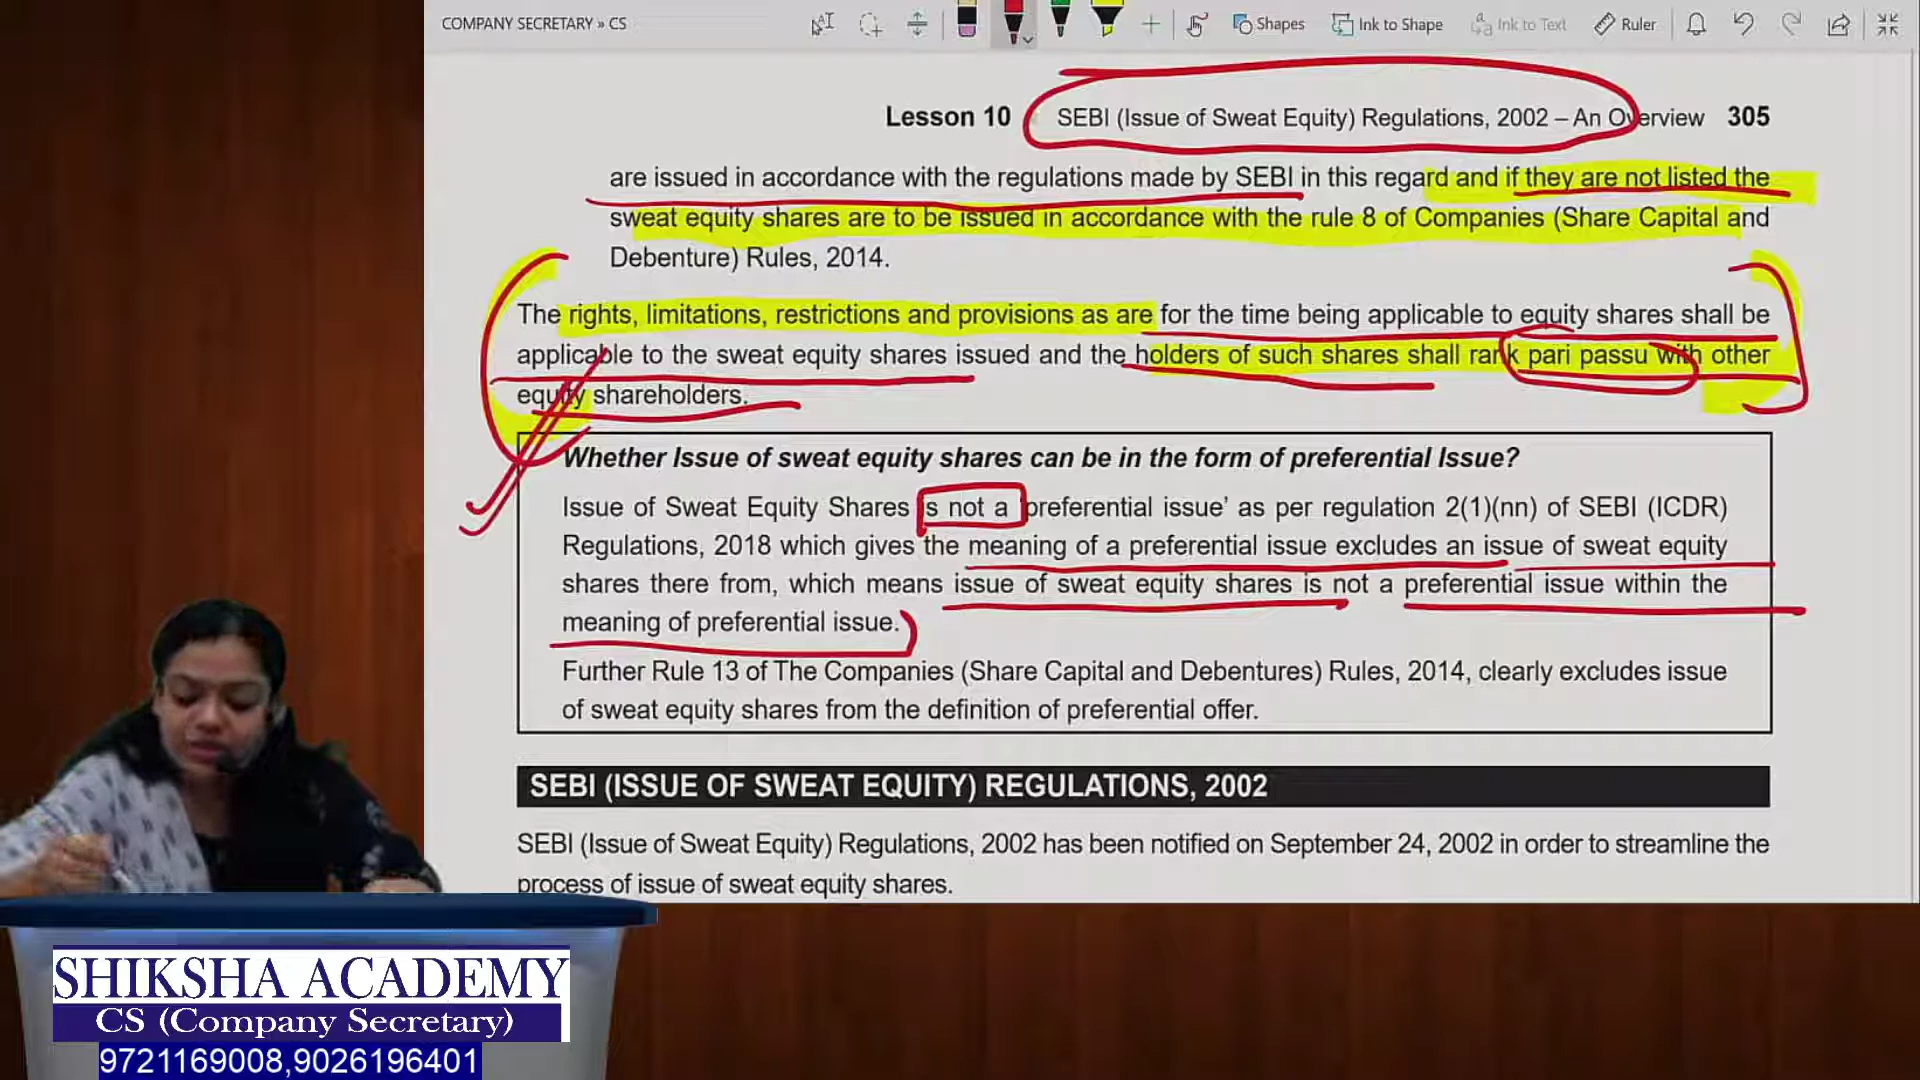 COMPANY SECRETARY » CS
Shapes
Ink to Shape
Ink to Text
Ruler
Lesson 10 SEBI (Issue of Sweat Equity) Regulations, 2002 – An Overview 305
are issued in accordance with the regulations made by SEBI in this regard and if they are not listed the
sweat equity shares are to be issued in accordance with the rule 8 of Companies (Share Capital and
Debenture) Rules, 2014.
The rights, limitations, restrictions and provisions as are for the time being applicable to equity shares shall be
applicable to the sweat equity shares issued and the holders of such shares shall rank pari passu with other
equity shareholders.
Whether Issue of sweat equity shares can be in the form of preferential Issue?
Issue of Sweat Equity Shares is not a preferential issue’ as per regulation 2(1)(nn) of SEBI (ICDR)
Regulations, 2018 which gives the meaning of a preferential issue excludes an issue of sweat equity
shares there from, which means issue of sweat equity shares is not a preferential issue within the
meaning of preferential issue.
Further Rule 13 of The Companies (Share Capital and Debentures) Rules, 2014, clearly excludes issue
of sweat equity shares from the definition of preferential offer.
SEBI (ISSUE OF SWEAT EQUITY) REGULATIONS, 2002
SEBI (Issue of Sweat Equity) Regulations, 2002 has been notified on September 24, 2002 in order to streamline the
process of issue of sweat equity shares.
SHIKSHA ACADEMY
CS (Company Secretary)
9721169008,9026196401